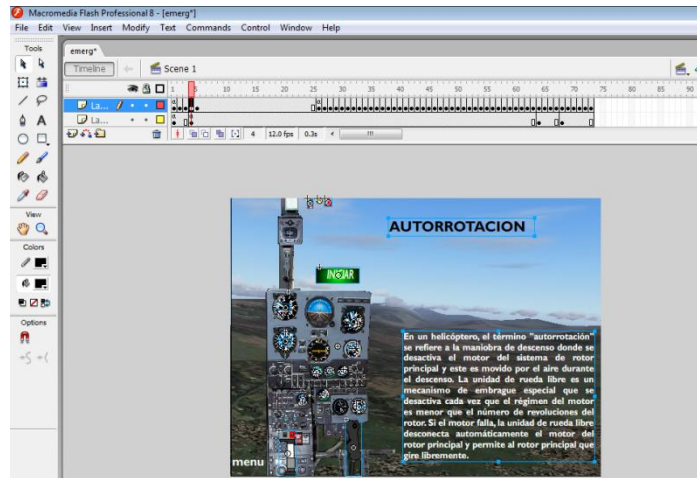 Macromedia Flash Professional 8 - [emerg*]
File Edit View Insert Modify Text Commands Control Window Help
Tools
emerg*
Timeline
Scene 1
1 5 10 15 20 25 30 35 40 45 50 55 60 65 70 75 80 85 90
La...
La...
4 12.0 fps 0.3s
View
Colors
Options
AUTORROTACION
INICIAR
En un helicóptero, el término "autorrotación"
se refiere a la maniobra de descenso donde se
desactiva el motor del sistema de rotor
principal y este es movido por el aire durante
el descenso. La unidad de rueda libre es un
mecanismo de embrague especial que se
desactiva cada vez que el régimen del motor
es menor que el número de revoluciones del
rotor. Si el motor falla, la unidad de rueda libre
desconecta automáticamente el motor del
rotor principal y permite al rotor principal que
gire libremente.
menu